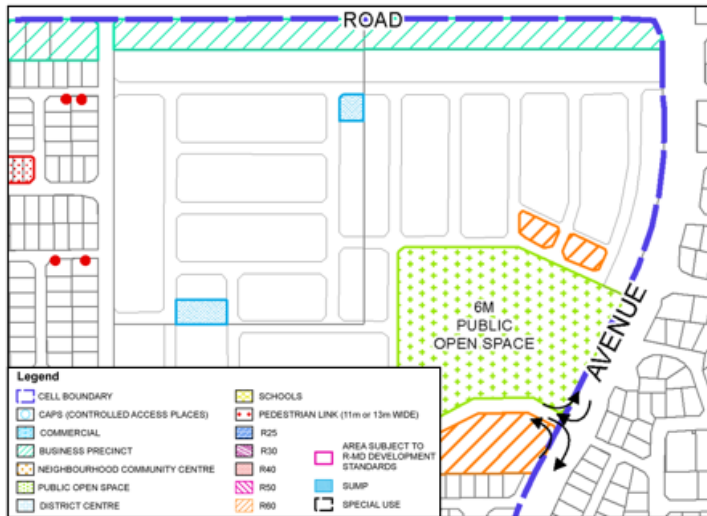 ROAD
AVENUE
6M
PUBLIC
OPEN SPACE
Legend
CELL BOUNDARY
CAPS (CONTROLLED ACCESS PLACES)
COMMERCIAL
BUSINESS PRECINCT
NEIGHBOURHOOD COMMUNITY CENTRE
PUBLIC OPEN SPACE
DISTRICT CENTRE
SCHOOLS
PEDESTRIAN LINK (11m or 13m WIDE)
R25
R30
R40
R50
R60
AREA SUBJECT TO
R-MD DEVELOPMENT
STANDARDS
SUMP
SPECIAL USE